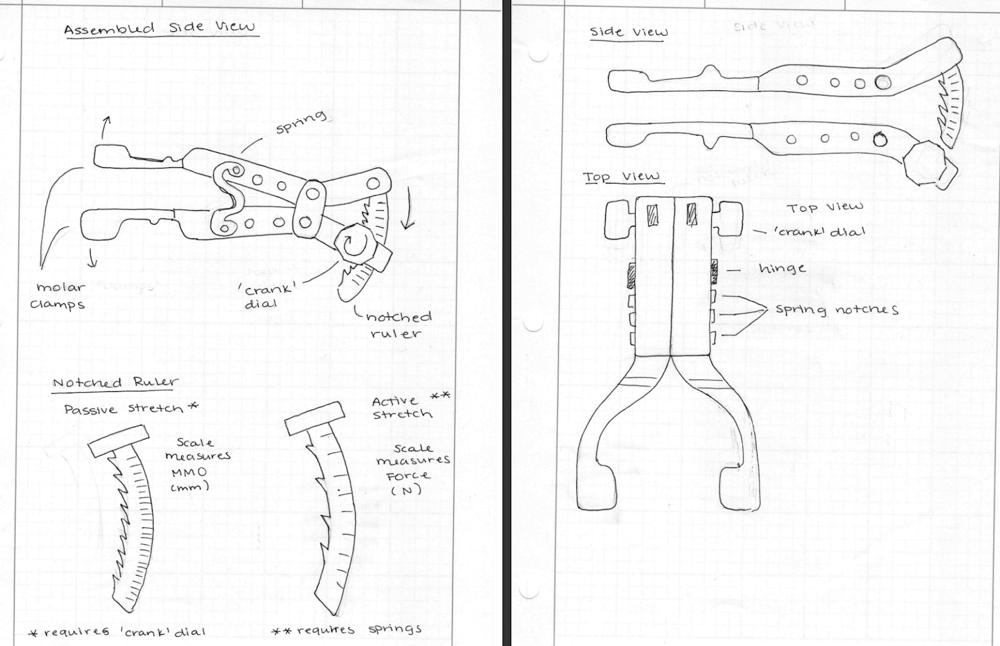 Assembled Side View
spring
molar
clamps
'crank'
dial
notched
ruler
Notched Ruler
Passive Stretch *
Scale
measures
MMO
(mm)
Active **
Stretch
Scale
measures
Force
(N)
* requires 'crank' dial
** requires springs
Side View
Side View
Top View
Top View
'crank' dial
hinge
spring notches